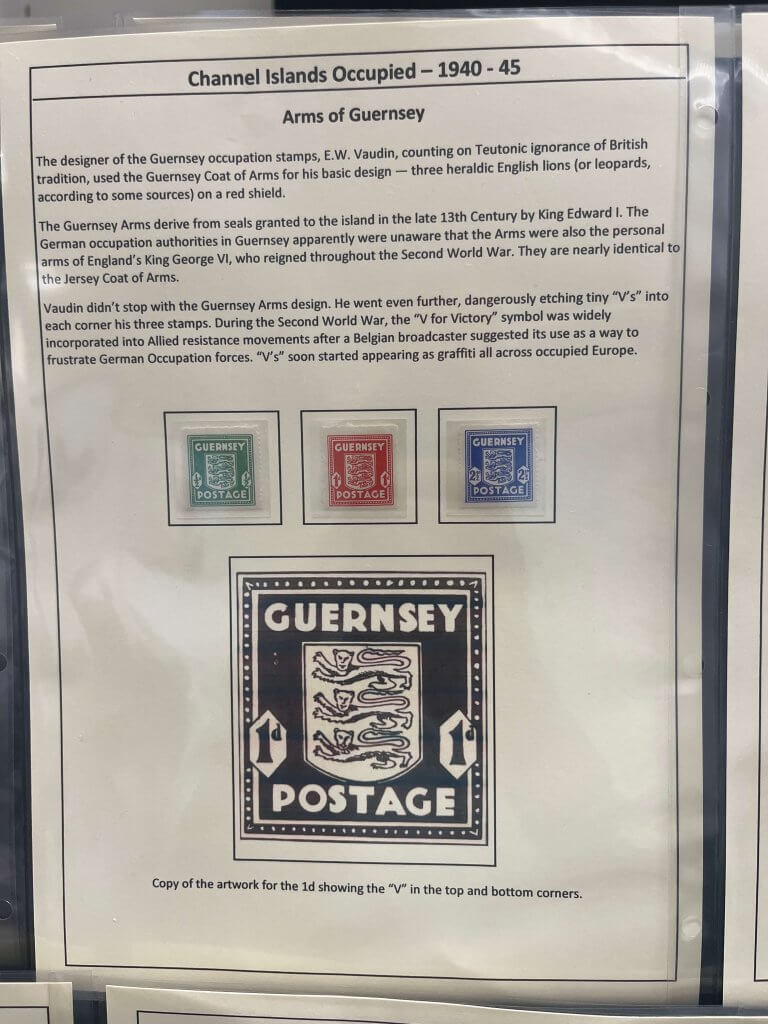 Channel Islands Occupied – 1940 - 45
Arms of Guernsey
The designer of the Guernsey occupation stamps, E.W. Vaudin, counting on Teutonic ignorance of British
tradition, used the Guernsey Coat of Arms for his basic design — three heraldic English lions (or leopards,
according to some sources) on a red shield.
The Guernsey Arms derive from seals granted to the island in the late 13th Century by King Edward I. The
German occupation authorities in Guernsey apparently were unaware that the Arms were also the personal
arms of England's King George VI, who reigned throughout the Second World War. They are nearly identical to
the Jersey Coat of Arms.
Vaudin didn't stop with the Guernsey Arms design. He went even further, dangerously etching tiny "V's" into
each corner his three stamps. During the Second World War, the "V for Victory" symbol was widely
incorporated into Allied resistance movements after a Belgian broadcaster suggested its use as a way to
frustrate German Occupation forces. "V's" soon started appearing as graffiti all across occupied Europe.
GUERNSEY
POSTAGE
GUERNSEY
1d 1d
POSTAGE
GUERNSEY
POSTAGE
GUERNSEY
1d 1d
POSTAGE
Copy of the artwork for the 1d showing the "V" in the top and bottom corners.